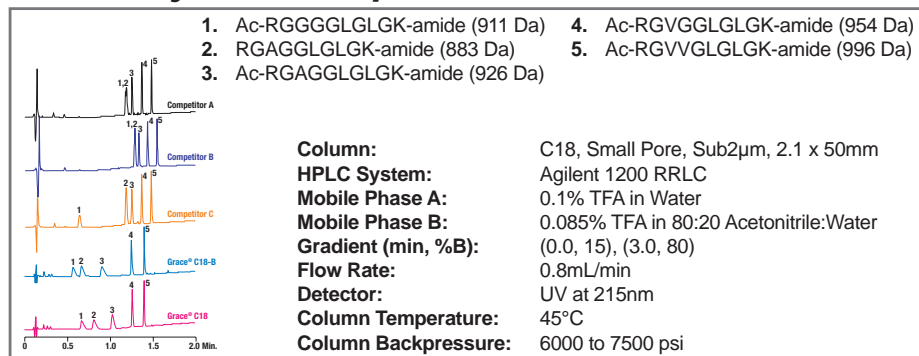 1. Ac-RGGGGLGLGK-amide (911 Da)
2. RGAGGLGLGK-amide (883 Da)
3. Ac-RGAGGLGLGK-amide (926 Da)
4. Ac-RGVGGLGLGK-amide (954 Da)
5. Ac-RGVVGLGLGK-amide (996 Da)
1,2 3 4 5
Competitor A
1,2 3 4 5
Competitor B
1 2 3 4 5
Competitor C
1 2 3 4 5
Grace® C18-B
1 2 3 4 5
Grace® C18
0 0.5 1.0 1.5 2.0 Min.
Column: C18, Small Pore, Sub2µm, 2.1 x 50mm
HPLC System: Agilent 1200 RRLC
Mobile Phase A: 0.1% TFA in Water
Mobile Phase B: 0.085% TFA in 80:20 Acetonitrile:Water
Gradient (min, %B): (0.0, 15), (3.0, 80)
Flow Rate: 0.8mL/min
Detector: UV at 215nm
Column Temperature: 45°C
Column Backpressure: 6000 to 7500 psi